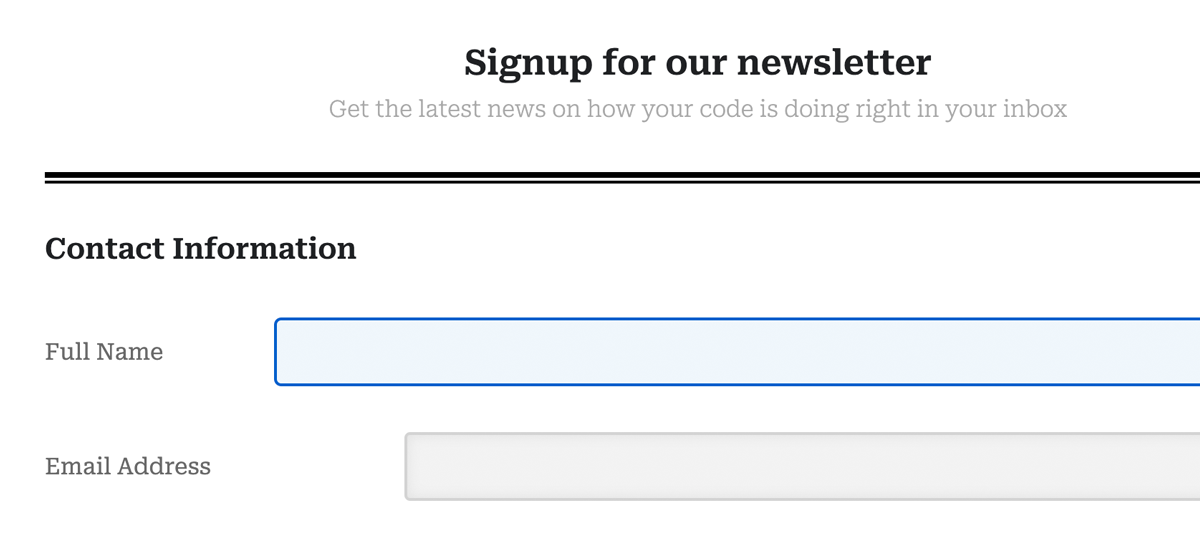 Signup for our newsletter
Get the latest news on how your code is doing right in your inbox
Contact Information
Full Name
Email Address